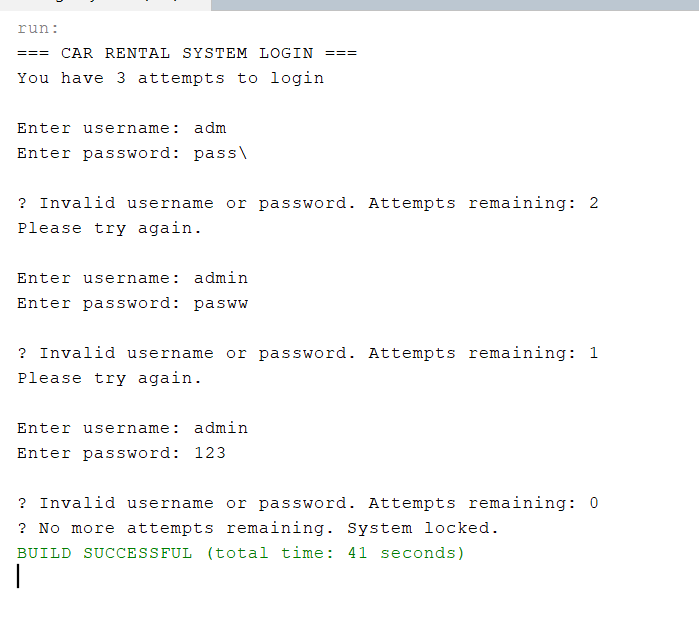 run:
=== CAR RENTAL SYSTEM LOGIN ===
You have 3 attempts to login
Enter username: adm
Enter password: pass\
? Invalid username or password. Attempts remaining: 2
Please try again.
Enter username: admin
Enter password: pasww
? Invalid username or password. Attempts remaining: 1
Please try again.
Enter username: admin
Enter password: 123
? Invalid username or password. Attempts remaining: 0
? No more attempts remaining. System locked.
BUILD SUCCESSFUL (total time: 41 seconds)